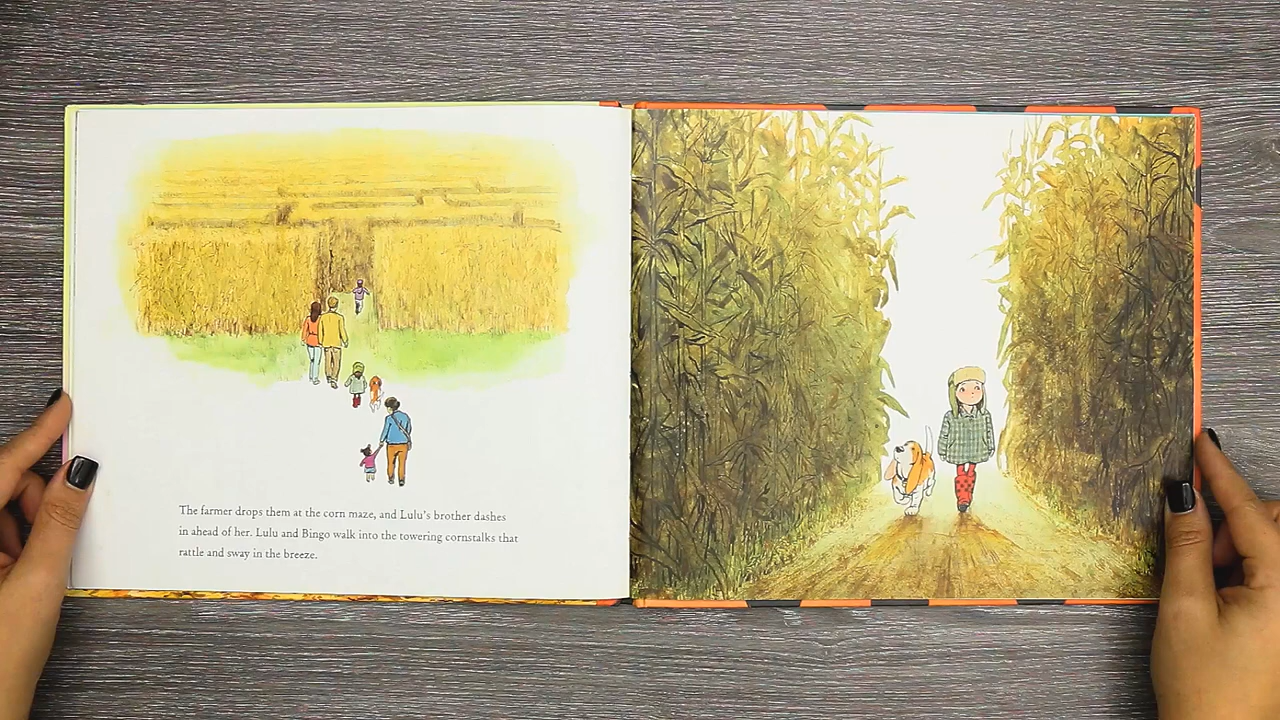 The farmer drops them at the corn maze, and Lulu's brother dashes
in ahead of her. Lulu and Bingo walk into the towering cornstalks that
rattle and sway in the breeze.